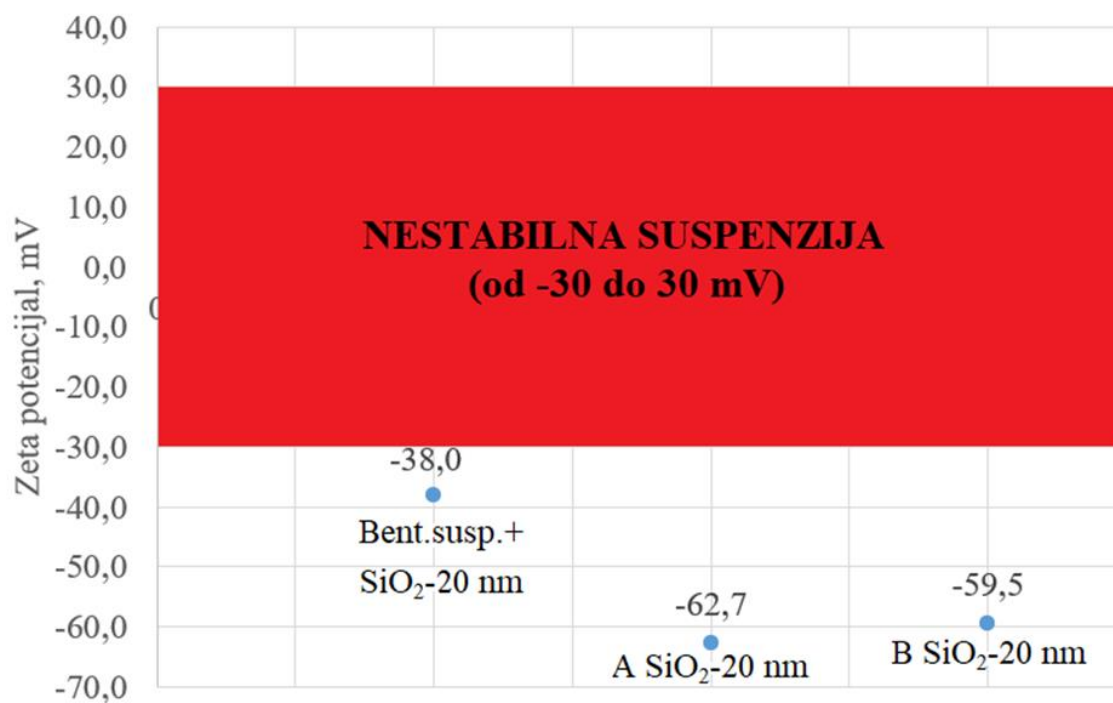 40,0
30,0
20,0
10,0
0,0
-10,0
-20,0
-30,0
-40,0
-50,0
-60,0
-70,0
Zeta potencijal, mV
NESTABILNA SUSPENZIJA
(od -30 do 30 mV)
-38,0
Bent.susp.+
SiO₂-20 nm
-62,7
A SiO₂-20 nm
-59,5
B SiO₂-20 nm